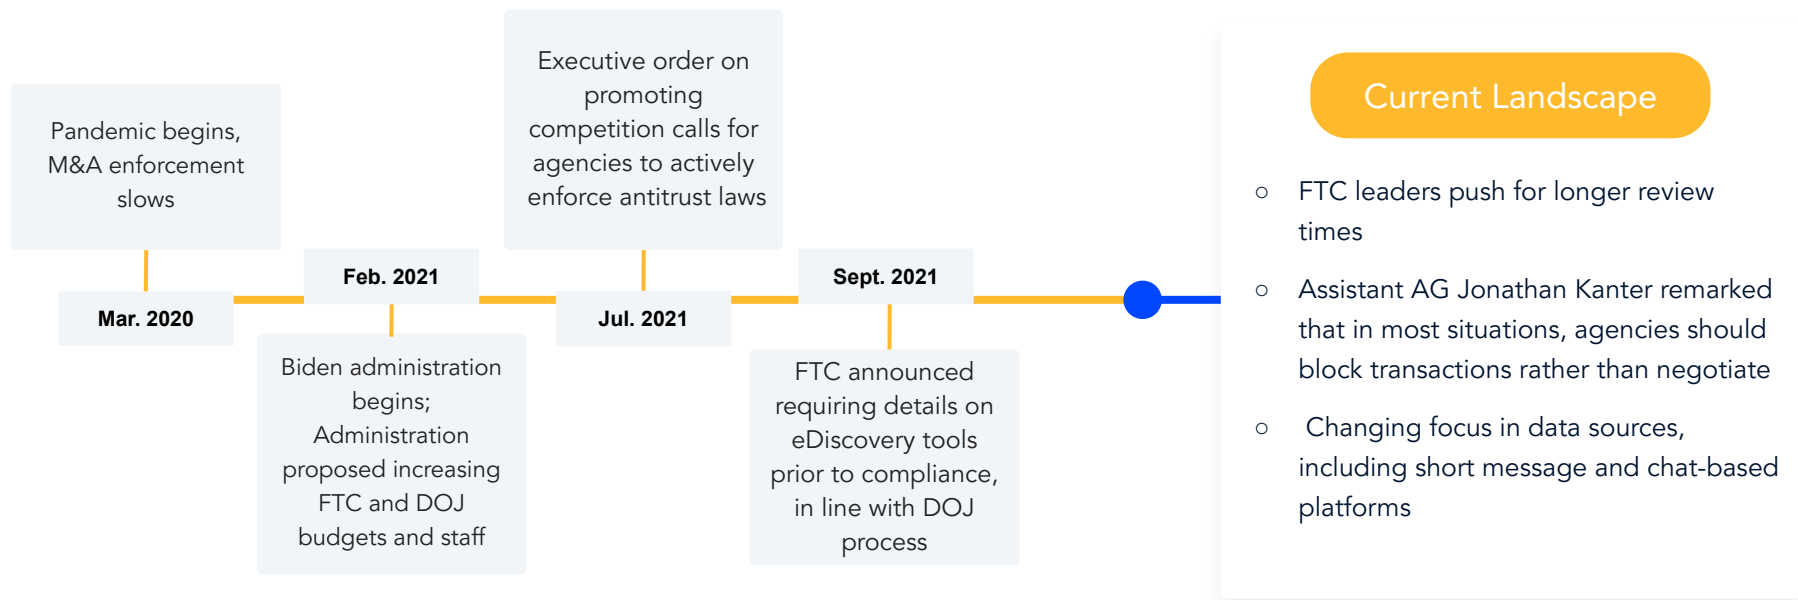 Pandemic begins,
M&A enforcement
slows
Mar. 2020
Feb. 2021
Biden administration
begins;
Administration
proposed increasing
FTC and DOJ
budgets and staff
Executive order on
promoting
competition calls for
agencies to actively
enforce antitrust laws
Jul. 2021
Sept. 2021
FTC announced
requiring details on
eDiscovery tools
prior to compliance,
in line with DOJ
process
Current Landscape
○ FTC leaders push for longer review
times
○ Assistant AG Jonathan Kanter remarked
that in most situations, agencies should
block transactions rather than negotiate
○ Changing focus in data sources,
including short message and chat-based
platforms